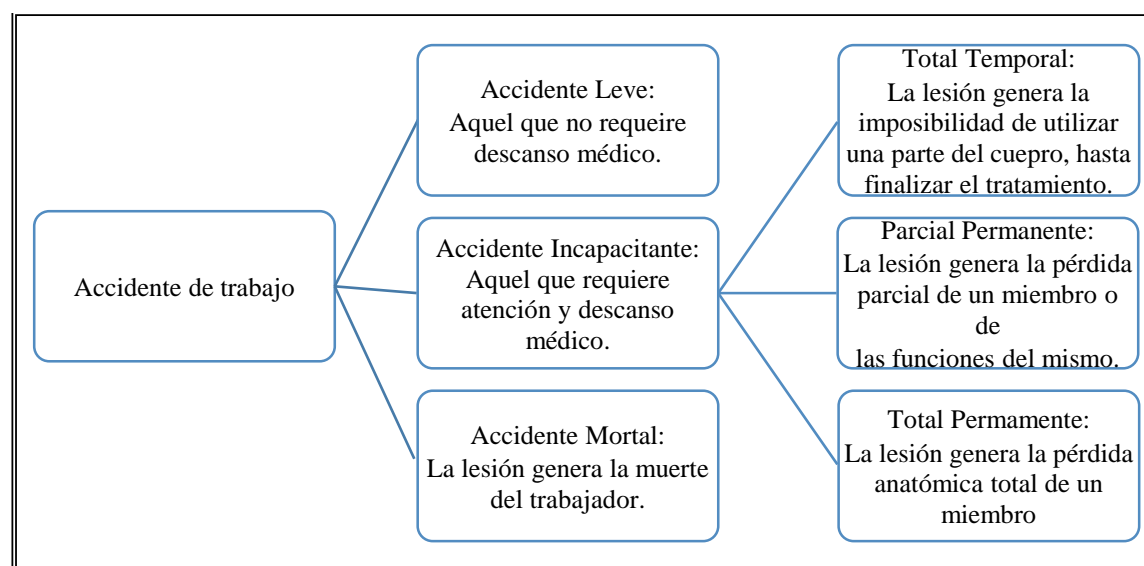 Accidente de trabajo
Accidente Leve:
Aquel que no requeire
descanso médico.
Accidente Incapacitante:
Aquel que requiere
atención y descanso
médico.
Accidente Mortal:
La lesión genera la muerte
del trabajador.
Total Temporal:
La lesión genera la
imposibilidad de utilizar
una parte del cuepro, hasta
finalizar el tratamiento.
Parcial Permanente:
La lesión genera la pérdida
parcial de un miembro o
de
las funciones del mismo.
Total Permamente:
La lesión genera la pérdida
anatómica total de un
miembro